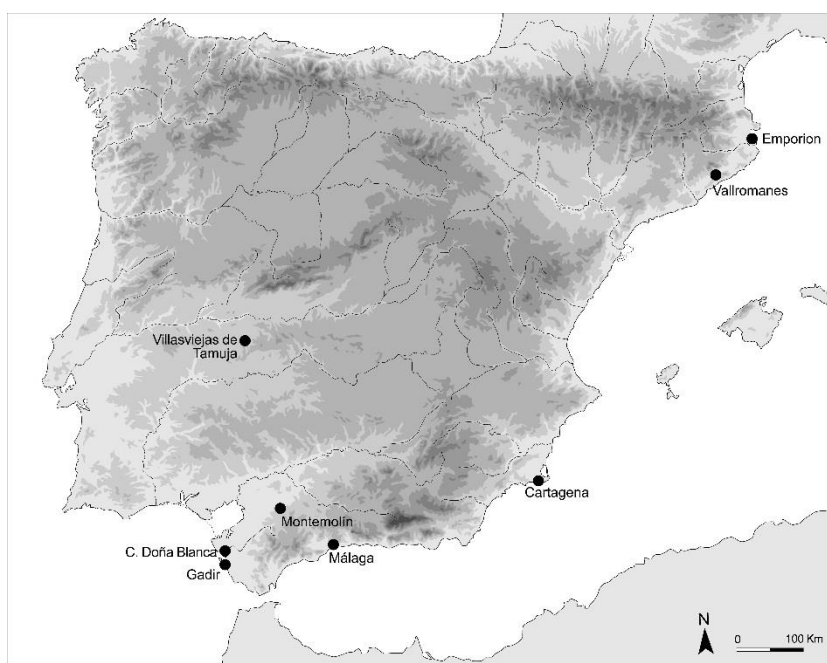 Emporion
Vallromanes
Villasviejas de
Tamuja
Cartagena
Montemolín
C. Doña Blanca
Málaga
Gadir
N
0 100 Km